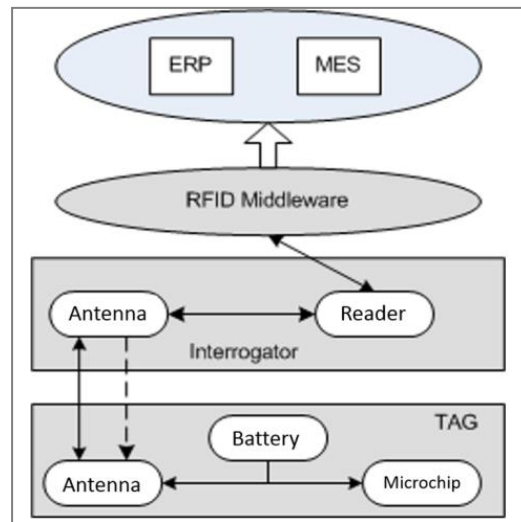 ERP MES
RFID Middleware
Antenna Reader
Interrogator
TAG
Battery
Antenna Microchip